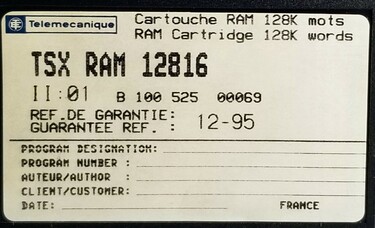 Telemecanique
Cartouche RAM 128K mots
RAM Cartridge 128K words
TSX RAM 12816
II:01 B 100 525 00069
REF.DE GARANTIE:
GUARANTEE REF. : 12-95
PROGRAM DESIGNATION:
PROGRAM NUMBER :
AUTEUR/AUTHOR :
CLIENT/CUSTOMER:
DATE: FRANCE